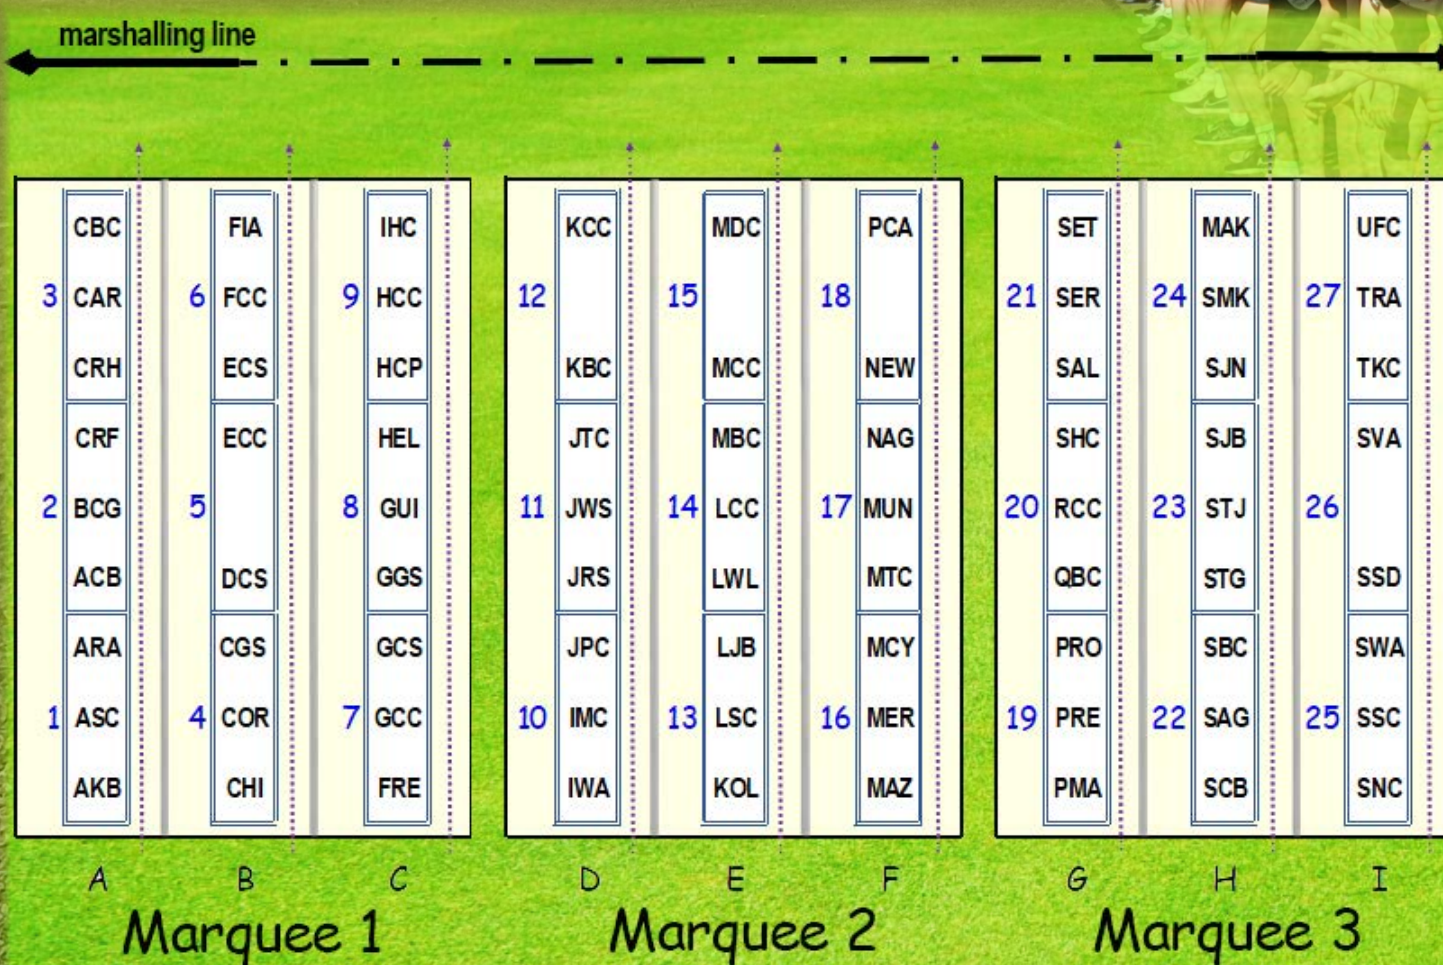 marshalling line
CBC FIA IHC KCC MDC PCA SET MAK UFC
3 CAR 6 FCC 9 HCC 12 15 18 21 SER 24 SMK 27 TRA
CRH ECS HCP KBC MCC NEW SAL SJN TKC
CRF ECC HEL JTC MBC NAG SHC SJB SVA
2 BCG 5 8 GUI 11 JWS 14 LCC 17 MUN 20 RCC 23 STJ 26
ACB DCS GGS JRS LWL MTC QBC STG SSD
ARA CGS GCS JPC LJB MCY PRO SBC SWA
1 ASC 4 COR 7 GCC 10 IMC 13 LSC 16 MER 19 PRE 22 SAG 25 SSC
AKB CHI FRE IWA KOL MAZ PMA SCB SNC
A B C D E F G H I
Marquee 1 Marquee 2 Marquee 3